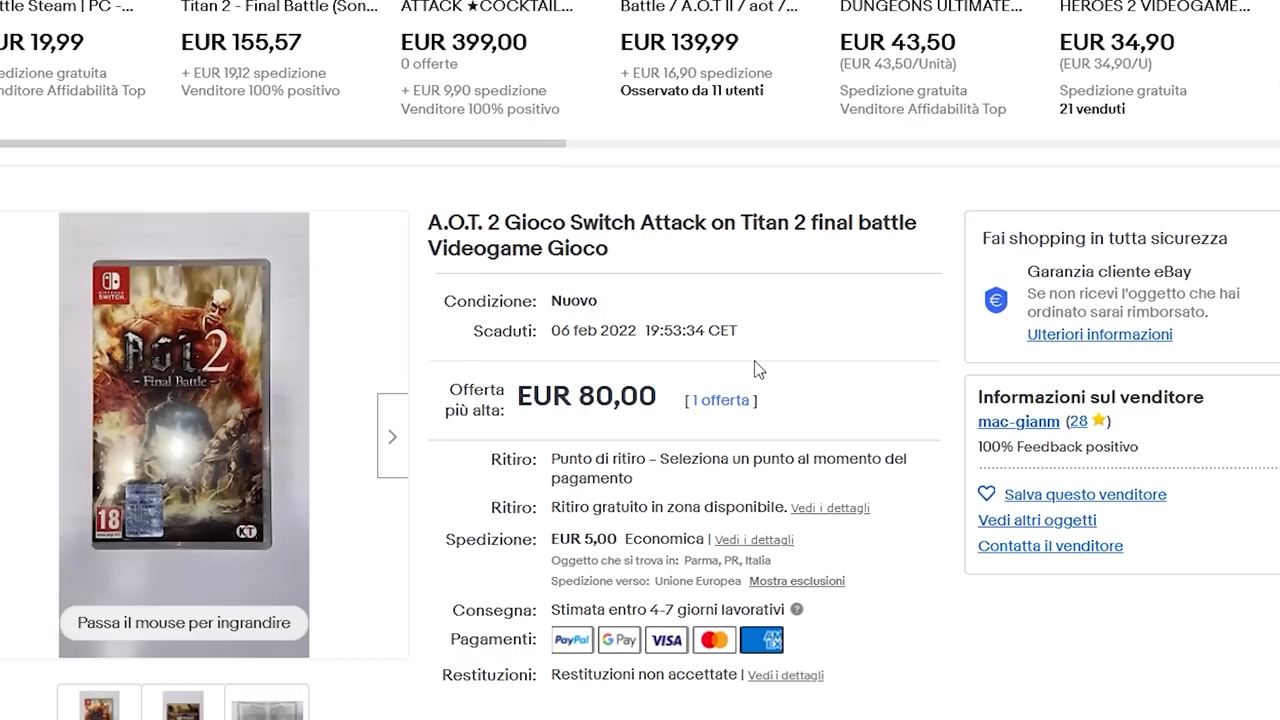 ttle Steam | PC -...
Titan 2 - Final Battle (Son...
ATTACK ★COCKTAIL...
Battle / A.O.T II / aot /...
DUNGEONS ULTIMATE...
HEROES 2 VIDEOGAME...
UR 19,99
EUR 155,57
EUR 399,00
EUR 139,99
EUR 43,50
EUR 34,90
0 offerte
(EUR 43,50/Unità)
(EUR 34,90/U)
edizione gratuita
+ EUR 19,12 spedizione
+ EUR 16,90 spedizione
nditore Affidabilità Top
Venditore 100% positivo
+ EUR 9,90 spedizione
Osservato da 11 utenti
Spedizione gratuita
Spedizione gratuita
Venditore 100% positivo
Venditore Affidabilità Top
21 venduti
NINTENDO
SWITCH
A.o.t.2
- Final Battle -
18
KT
Passa il mouse per ingrandire
A.O.T. 2 Gioco Switch Attack on Titan 2 final battle
Videogame Gioco
Condizione: Nuovo
Scaduti: 06 feb 2022 19:53:34 CET
Offerta
più alta: EUR 80,00 [ 1 offerta ]
Ritiro: Punto di ritiro – Seleziona un punto al momento del
pagamento
Ritiro: Ritiro gratuito in zona disponibile. Vedi i dettagli
Spedizione: EUR 5,00 Economica | Vedi i dettagli
Oggetto che si trova in: Parma, PR, Italia
Spedizione verso: Unione Europea Mostra esclusioni
Consegna: Stimata entro 4-7 giorni lavorativi ?
Pagamenti: PayPal G Pay VISA AM EX
Restituzioni: Restituzioni non accettate | Vedi i dettagli
Fai shopping in tutta sicurezza
Garanzia cliente eBay
Se non ricevi l'oggetto che hai
ordinato sarai rimborsato.
Ulteriori informazioni
Informazioni sul venditore
mac-gianm (28 ★)
100% Feedback positivo
Salva questo venditore
Vedi altri oggetti
Contatta il venditore